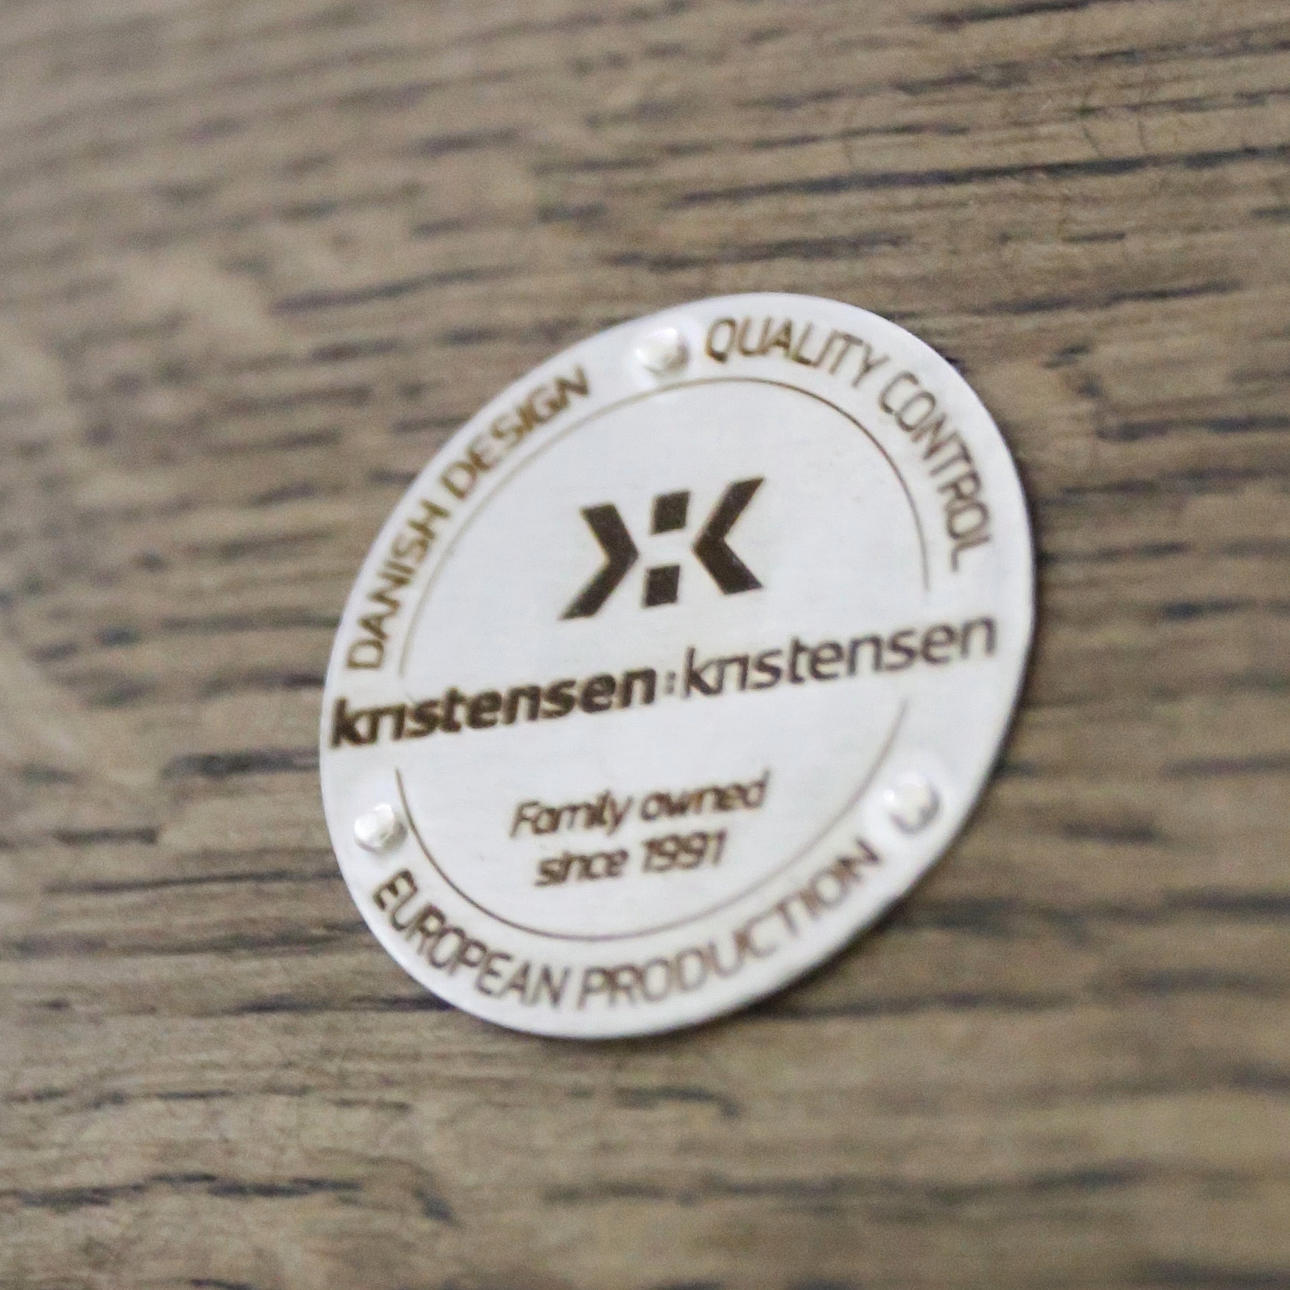 DANISH DESIGN
QUALITY CONTROL
kristensen:kristensen
Family owned
since 1991
EUROPEAN PRODUCTION